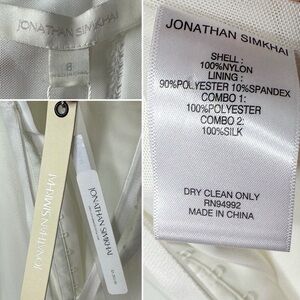 JONATHAN SIMKHAI
8
JONATHAN SIMKHAI
JONATHAN SIMKHAI
JONATHAN SIMKHAI
SHELL :
100%NYLON
LINING :
90%POLYESTER 10%SPANDEX
COMBO 1:
100%POLYESTER
COMBO 2:
100%SILK
DRY CLEAN ONLY
RN94992
MADE IN CHINA